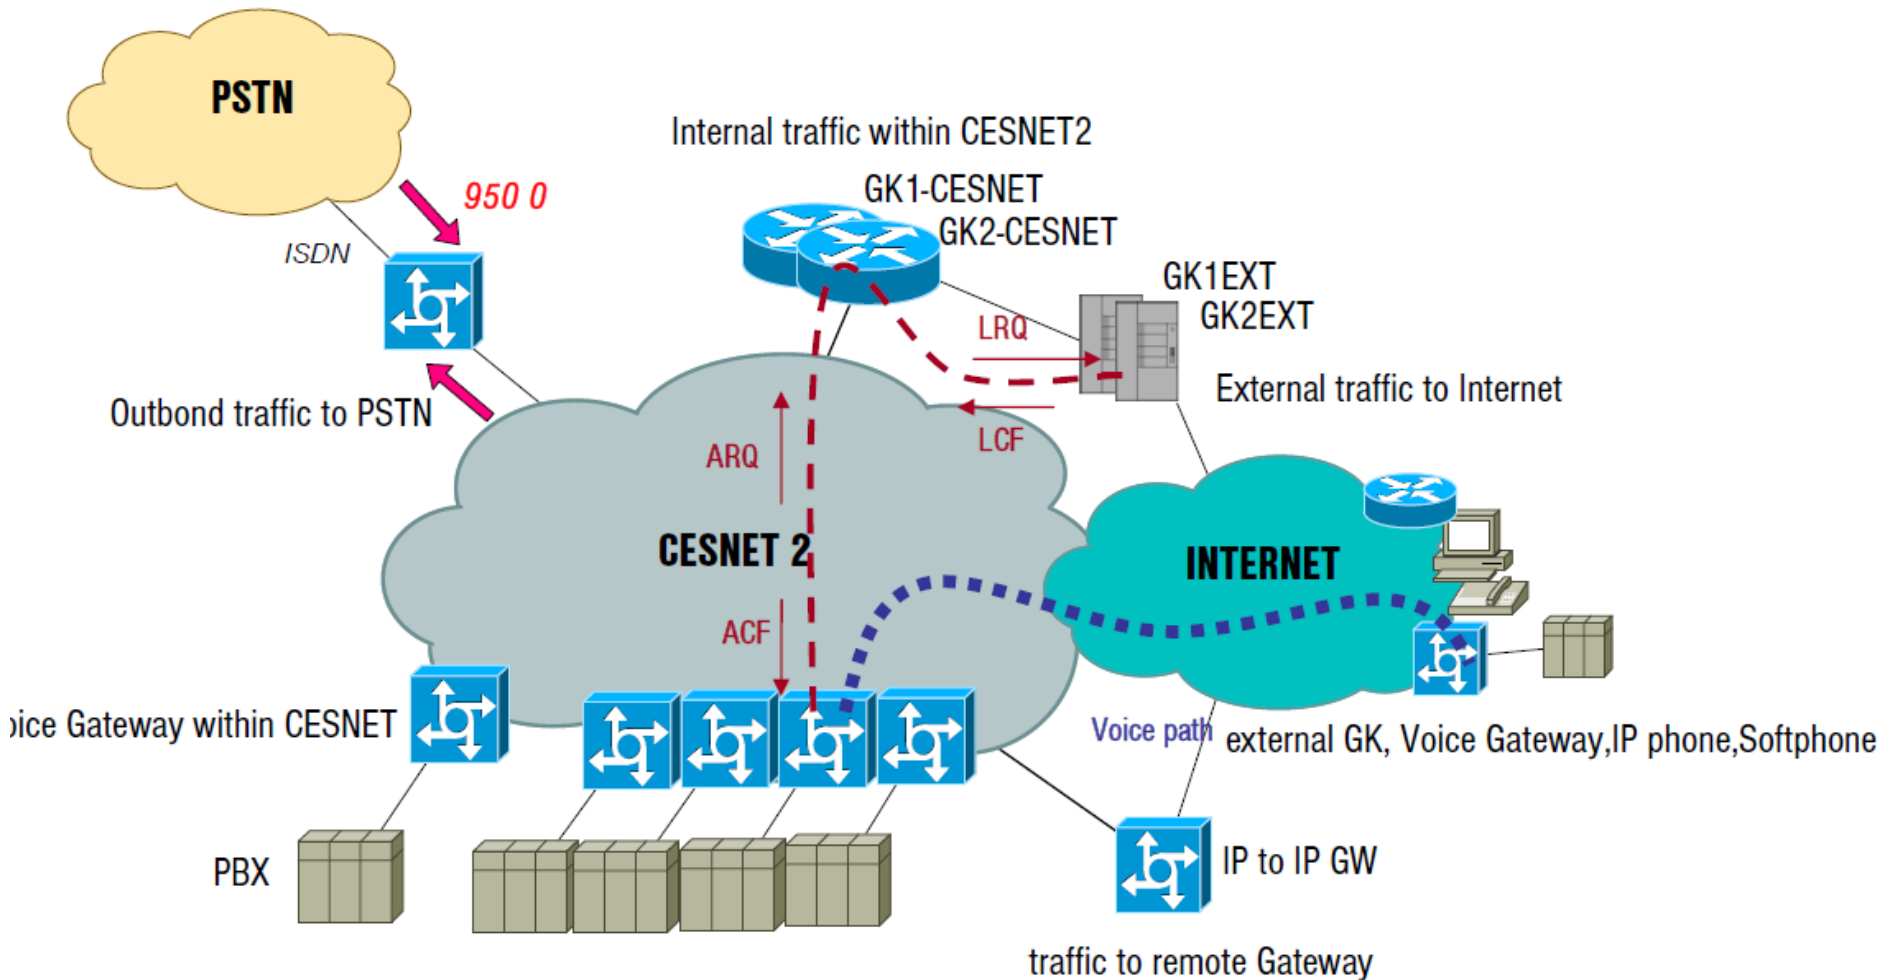 PSTN
950 0
ISDN
Internal traffic within CESNET2
GK1-CESNET
GK2-CESNET
GK1EXT
GK2EXT
LRQ
External traffic to Internet
Outbond traffic to PSTN
LCF
ARQ
CESNET 2
INTERNET
ACF
oice Gateway within CESNET
Voice path
external GK, Voice Gateway,IP phone,Softphone
PBX
IP to IP GW
traffic to remote Gateway